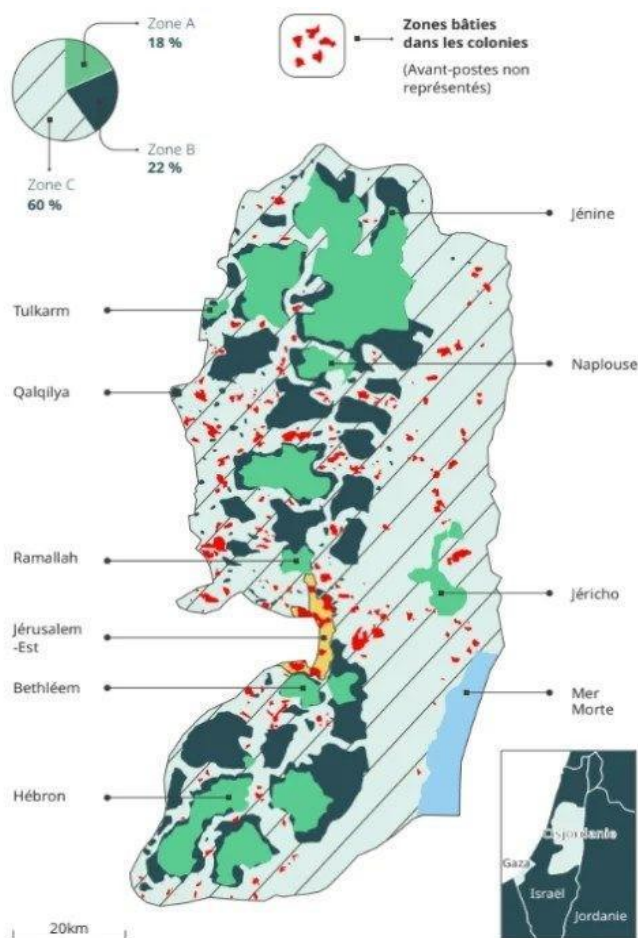 Zone A
18 %
Zone B
22 %
Zone C
60 %
Zones bâties
dans les colonies
(Avant-postes non
représentés)
Jénine
Tulkarm
Naplouse
Qalqilya
Ramallah
Jéricho
Jérusalem
-Est
Bethléem
Mer
Morte
Hébron
Cisjordanie
Gaza
Israël
Jordanie
20km